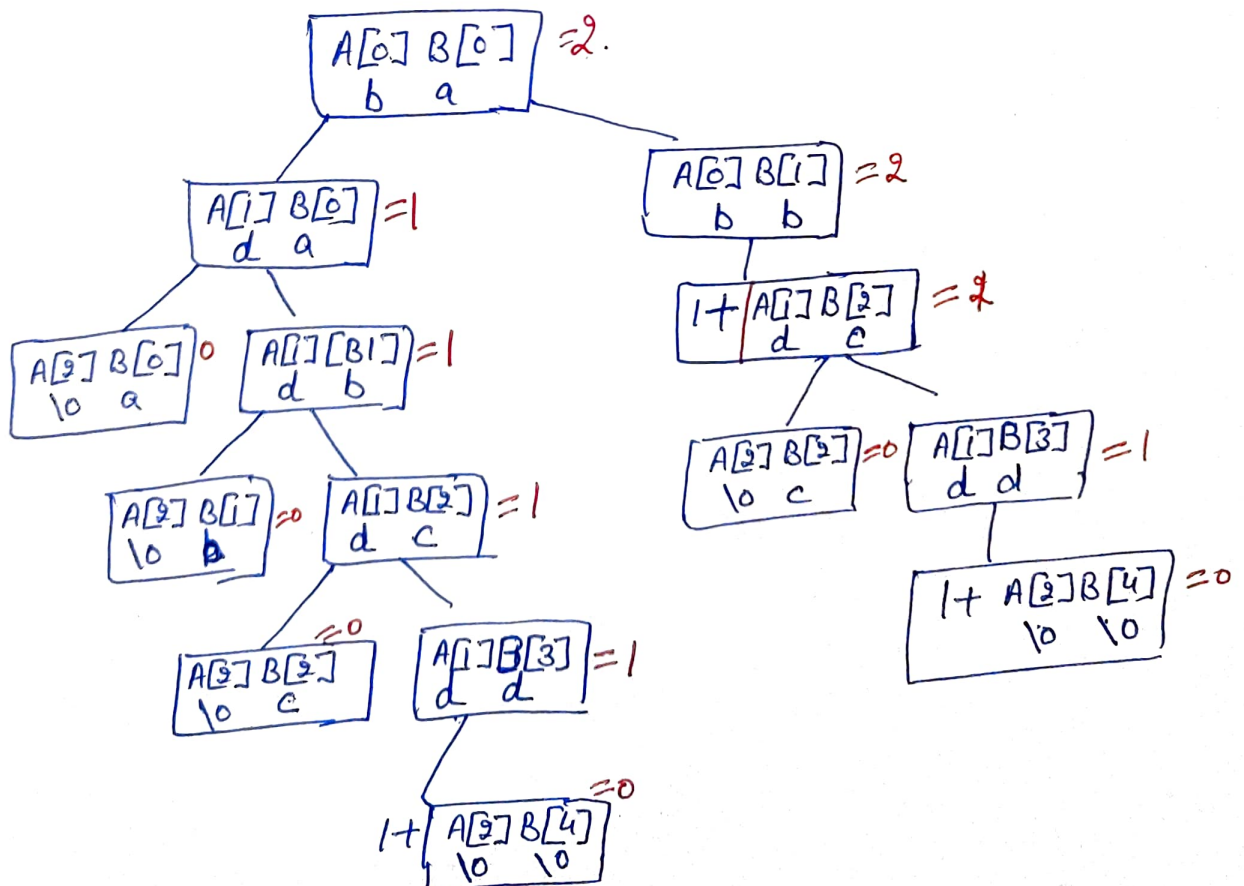 A[0] B[0] =2.
b a
A[1] B[0] =1
d a
A[0] B[1] =2
b b
1+ A[1] B[2] =2
d c
A[2] B[0] 0
\0 a
A[1] [B1] =1
d b
A[2] B[2] =0
\0 c
A[1] B[3] =1
d d
A[2] B[1] =0
\0 b
A[1] B[2] =1
d c
1+ A[2] B[4] =0
\0 \0
=0
A[2] B[2]
\0 c
A[1] B[3] =1
d d
=0
1+ A[2] B[4]
\0 \0